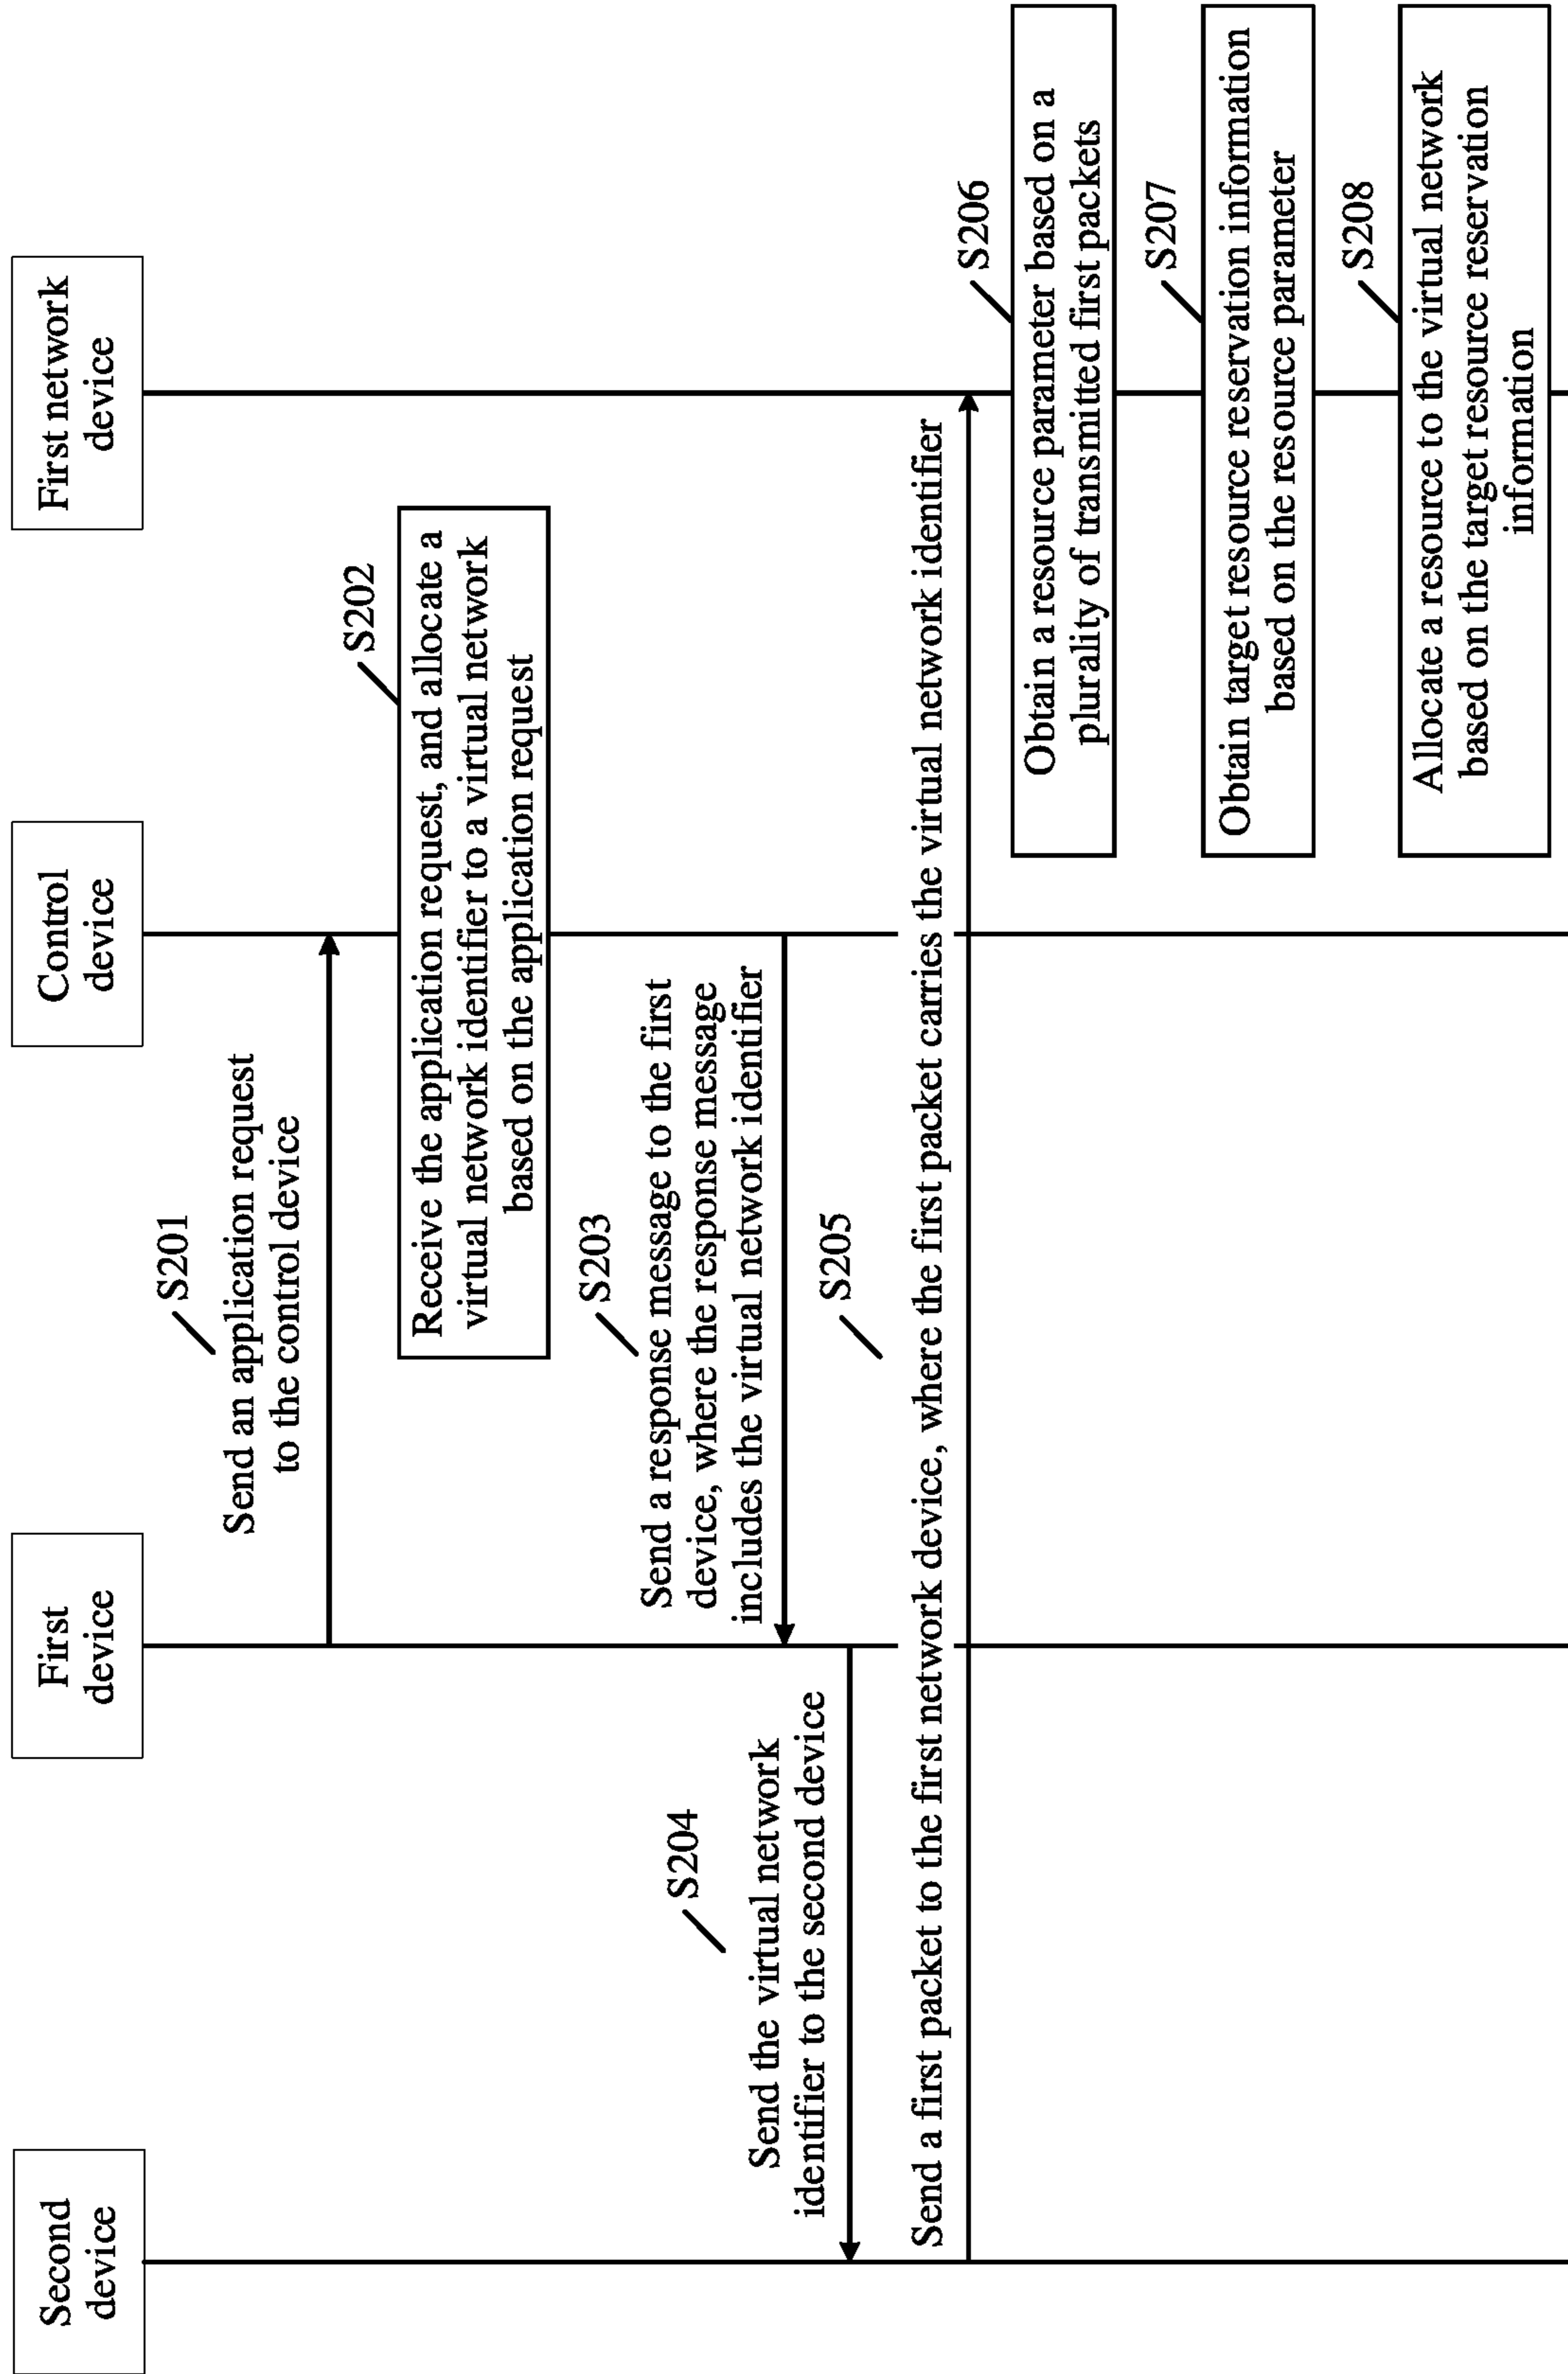 Second
device
First
device
Control
device
First network
device
S201
Send an application request
to the control device
S202
Receive the application request, and allocate a
virtual network identifier to a virtual network
based on the application request
S203
Send a response message to the first
device, where the response message
includes the virtual network identifier
S204
Send the virtual network
identifier to the second device
S205
Send a first packet to the first network device, where the first packet carries the virtual network identifier
S206
Obtain a resource parameter based on a
plurality of transmitted first packets
S207
Obtain target resource reservation information
based on the resource parameter
S208
Allocate a resource to the virtual network
based on the target resource reservation
information